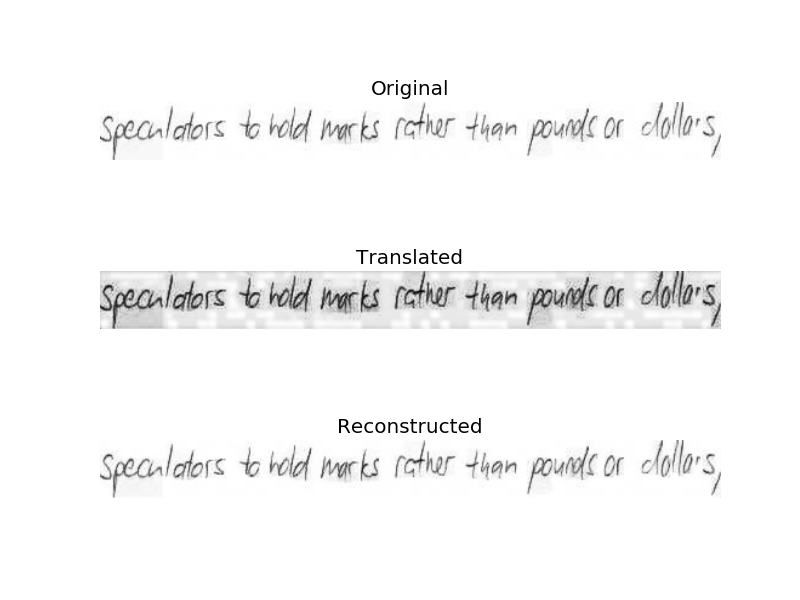 Original
Speculators to hold marks rather than pounds or dollars,
Translated
Speculators to hold marks rather than pounds or dollars,
Reconstructed
Speculators to hold marks rather than pounds or dollars,